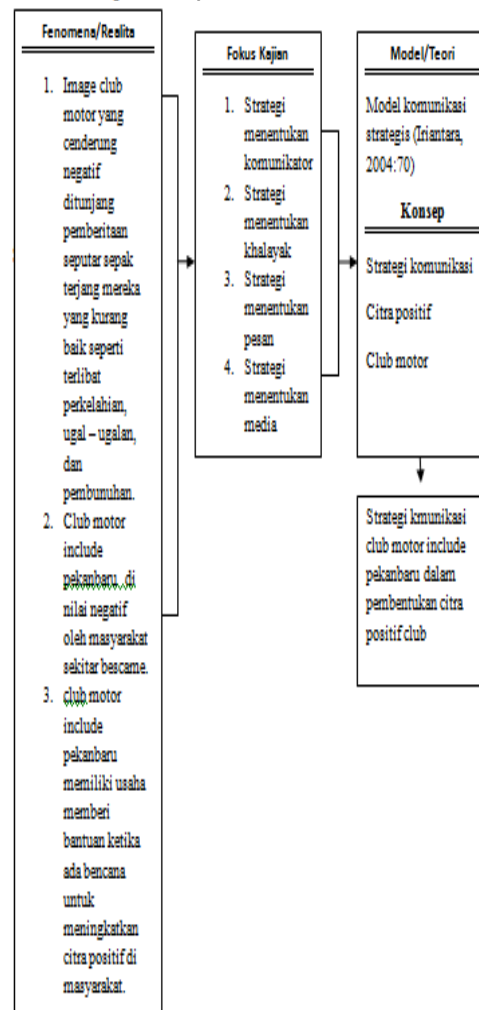 Fenomena/Realita
1. Image club
motor yang
cenderung
negatif
ditunjang
pemberitaan
seputar sepak
terjang mereka
yang kurang
baik seperti
terlibat
perkelahian,
ugal – ugalan,
dan
pembunuhan.
2. Club motor
include
pekanbaru di
nilai negatif
oleh masyarakat
sekitar bescame.
3. club motor
include
pekanbaru
memiliki usaha
memberi
bantuan ketika
ada bencana
untuk
meningkatkan
citra positif di
masyarakat.
Fokus Kajian
1. Strategi
menentukan
komunikator
2. Strategi
menentukan
khalayak
3. Strategi
menentukan
pesan
4. Strategi
menentukan
media
Model/Teori
Model komunikasi
strategis (Iriantara,
2004:70)
Konsep
Strategi komunikasi
Citra positif
Club motor
Strategi kmunikasi
club motor include
pekanbaru dalam
pembentukan citra
positif club